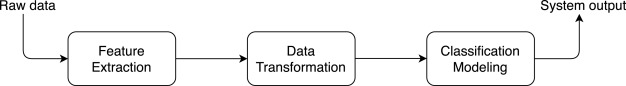 Raw data
System output
Feature
Extraction
Data
Transformation
Classification
Modeling